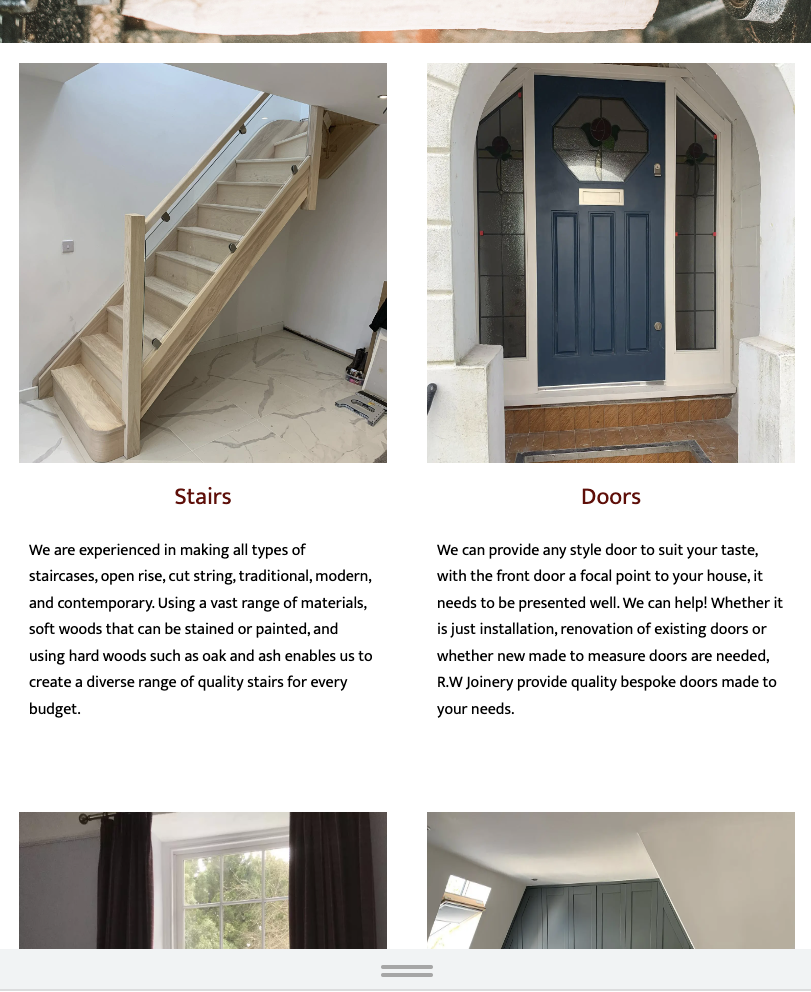 Stairs
We are experienced in making all types of
staircases, open rise, cut string, traditional, modern,
and contemporary. Using a vast range of materials,
soft woods that can be stained or painted, and
using hard woods such as oak and ash enables us to
create a diverse range of quality stairs for every
budget.
Doors
We can provide any style door to suit your taste,
with the front door a focal point to your house, it
needs to be presented well. We can help! Whether it
is just installation, renovation of existing doors or
whether new made to measure doors are needed,
R.W Joinery provide quality bespoke doors made to
your needs.